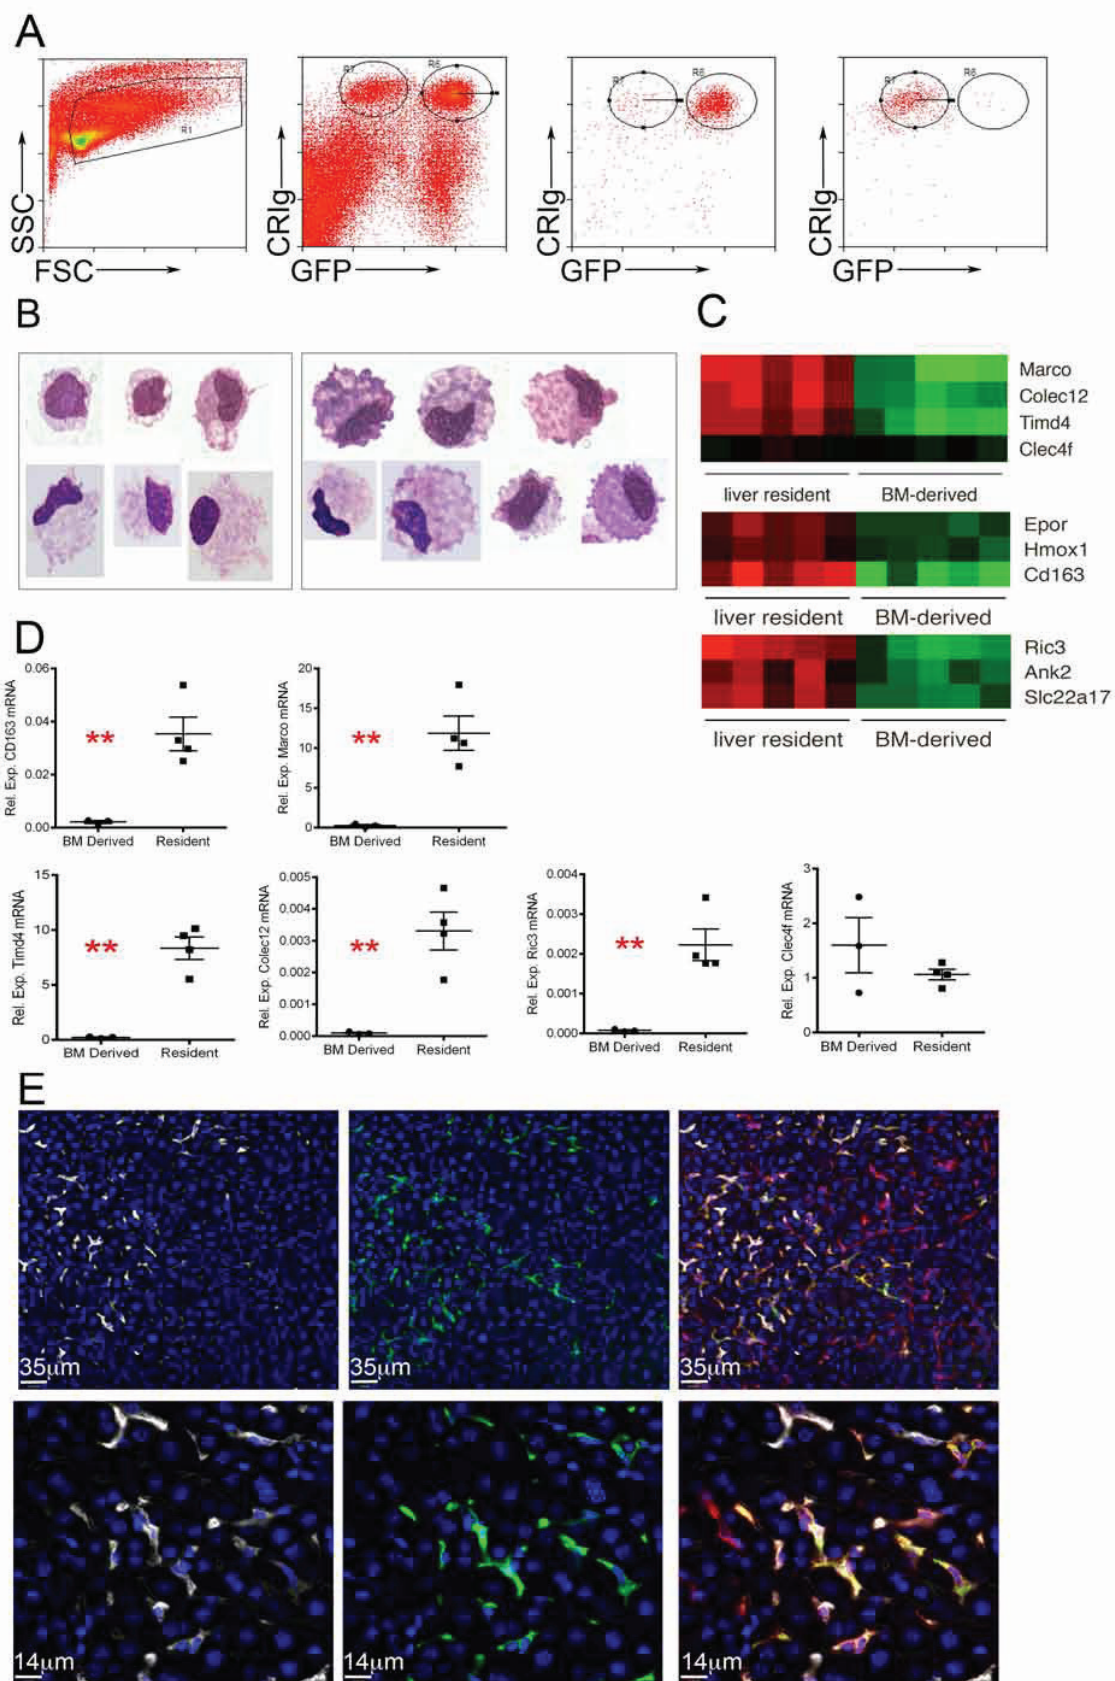 A
SSC
FSC
R1
CRIg
GFP
R7
R6
CRIg
GFP
R7
R6
CRIg
GFP
R7
R6
B
C
Marco
Colec12
Timd4
Clec4f
liver resident
BM-derived
Epor
Hmox1
Cd163
liver resident
BM-derived
Ric3
Ank2
Slc22a17
liver resident
BM-derived
D
Rel. Exp. CD163 mRNA
0.06
0.04
0.02
0.00
**
BM Derived
Resident
Rel. Exp. Marco mRNA
20
15
10
5
0
**
BM Derived
Resident
Rel. Exp. Timd4 mRNA
15
10
5
0
**
BM Derived
Resident
Rel. Exp. Colec12 mRNA
0.005
0.004
0.003
0.002
0.001
0.000
**
BM Derived
Resident
Rel. Exp. Ric3 mRNA
0.004
0.003
0.002
0.001
0.000
**
BM Derived
Resident
Rel. Exp. Clec4f mRNA
3
2
1
0
BM Derived
Resident
E
35μm
35μm
35μm
14μm
14μm
14μm